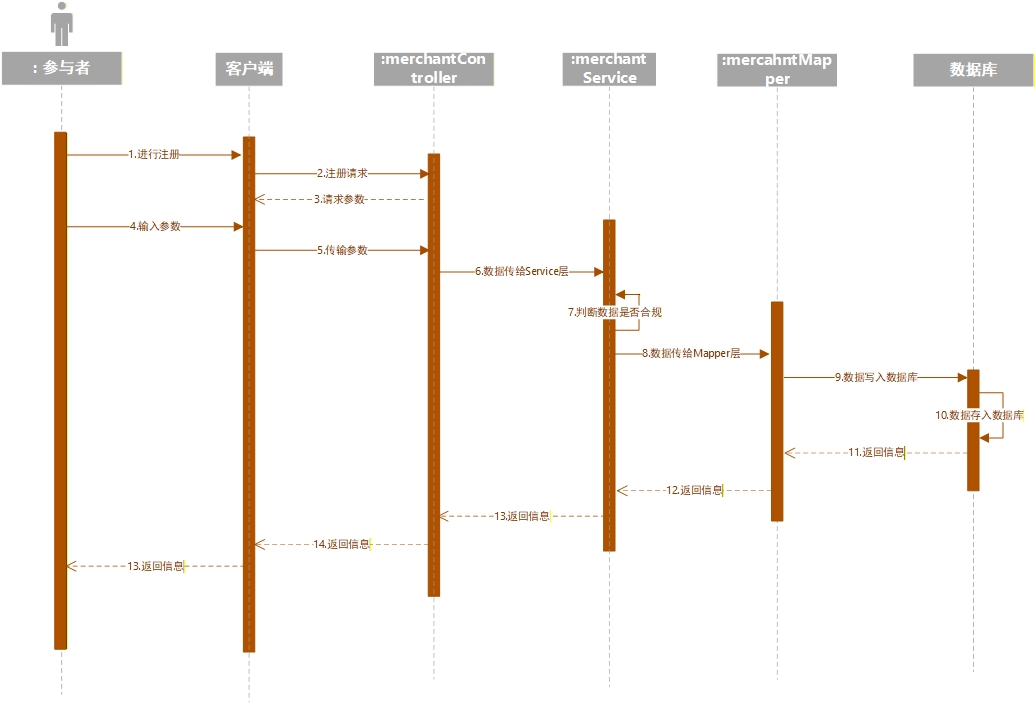 : 参与者
客户端
:merchantCon
troller
:merchant
Service
:mercahntMap
per
数据库
1.进行注册
2.注册请求
3.请求参数
4.输入参数
5.传输参数
6.数据传给Service层
7.判断数据是否合规
8.数据传给Mapper层
9.数据写入数据库
10.数据存入数据库
11.返回信息
12.返回信息
13.返回信息
14.返回信息
13.返回信息